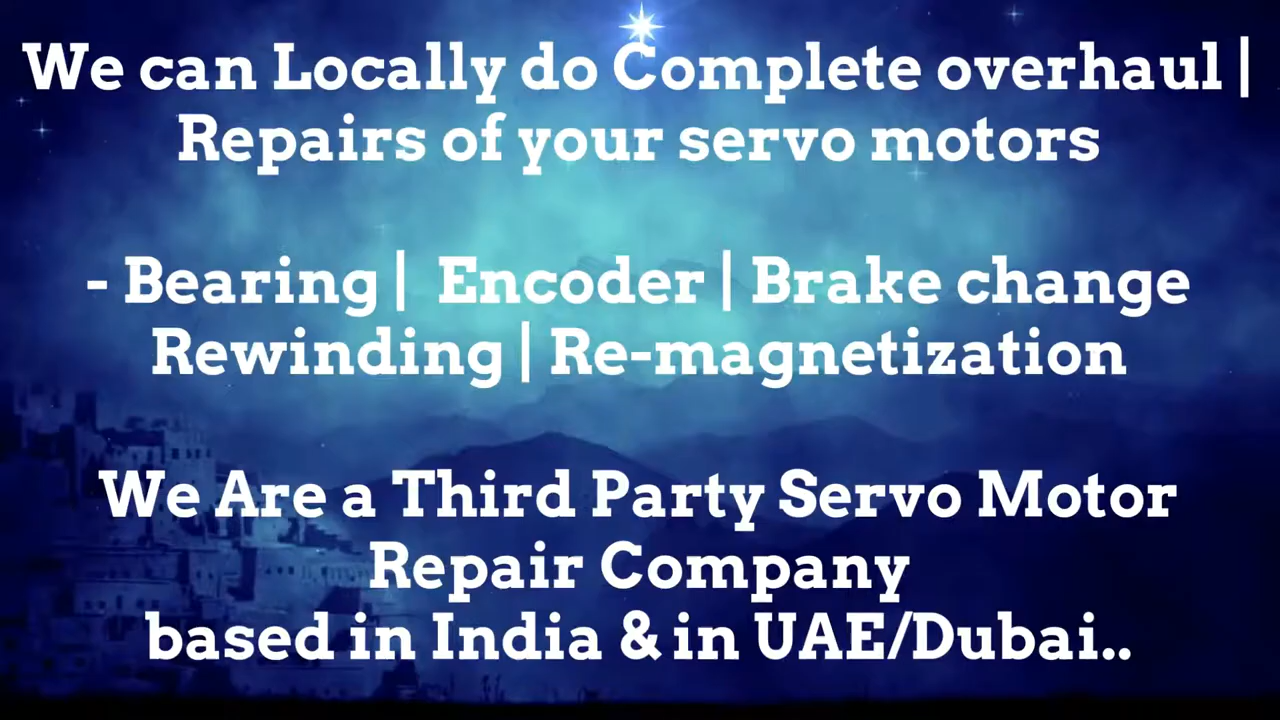 We can Locally do Complete overhaul |
Repairs of your servo motors
- Bearing | Encoder | Brake change
Rewinding | Re-magnetization
We Are a Third Party Servo Motor
Repair Company
based in India & in UAE/Dubai..